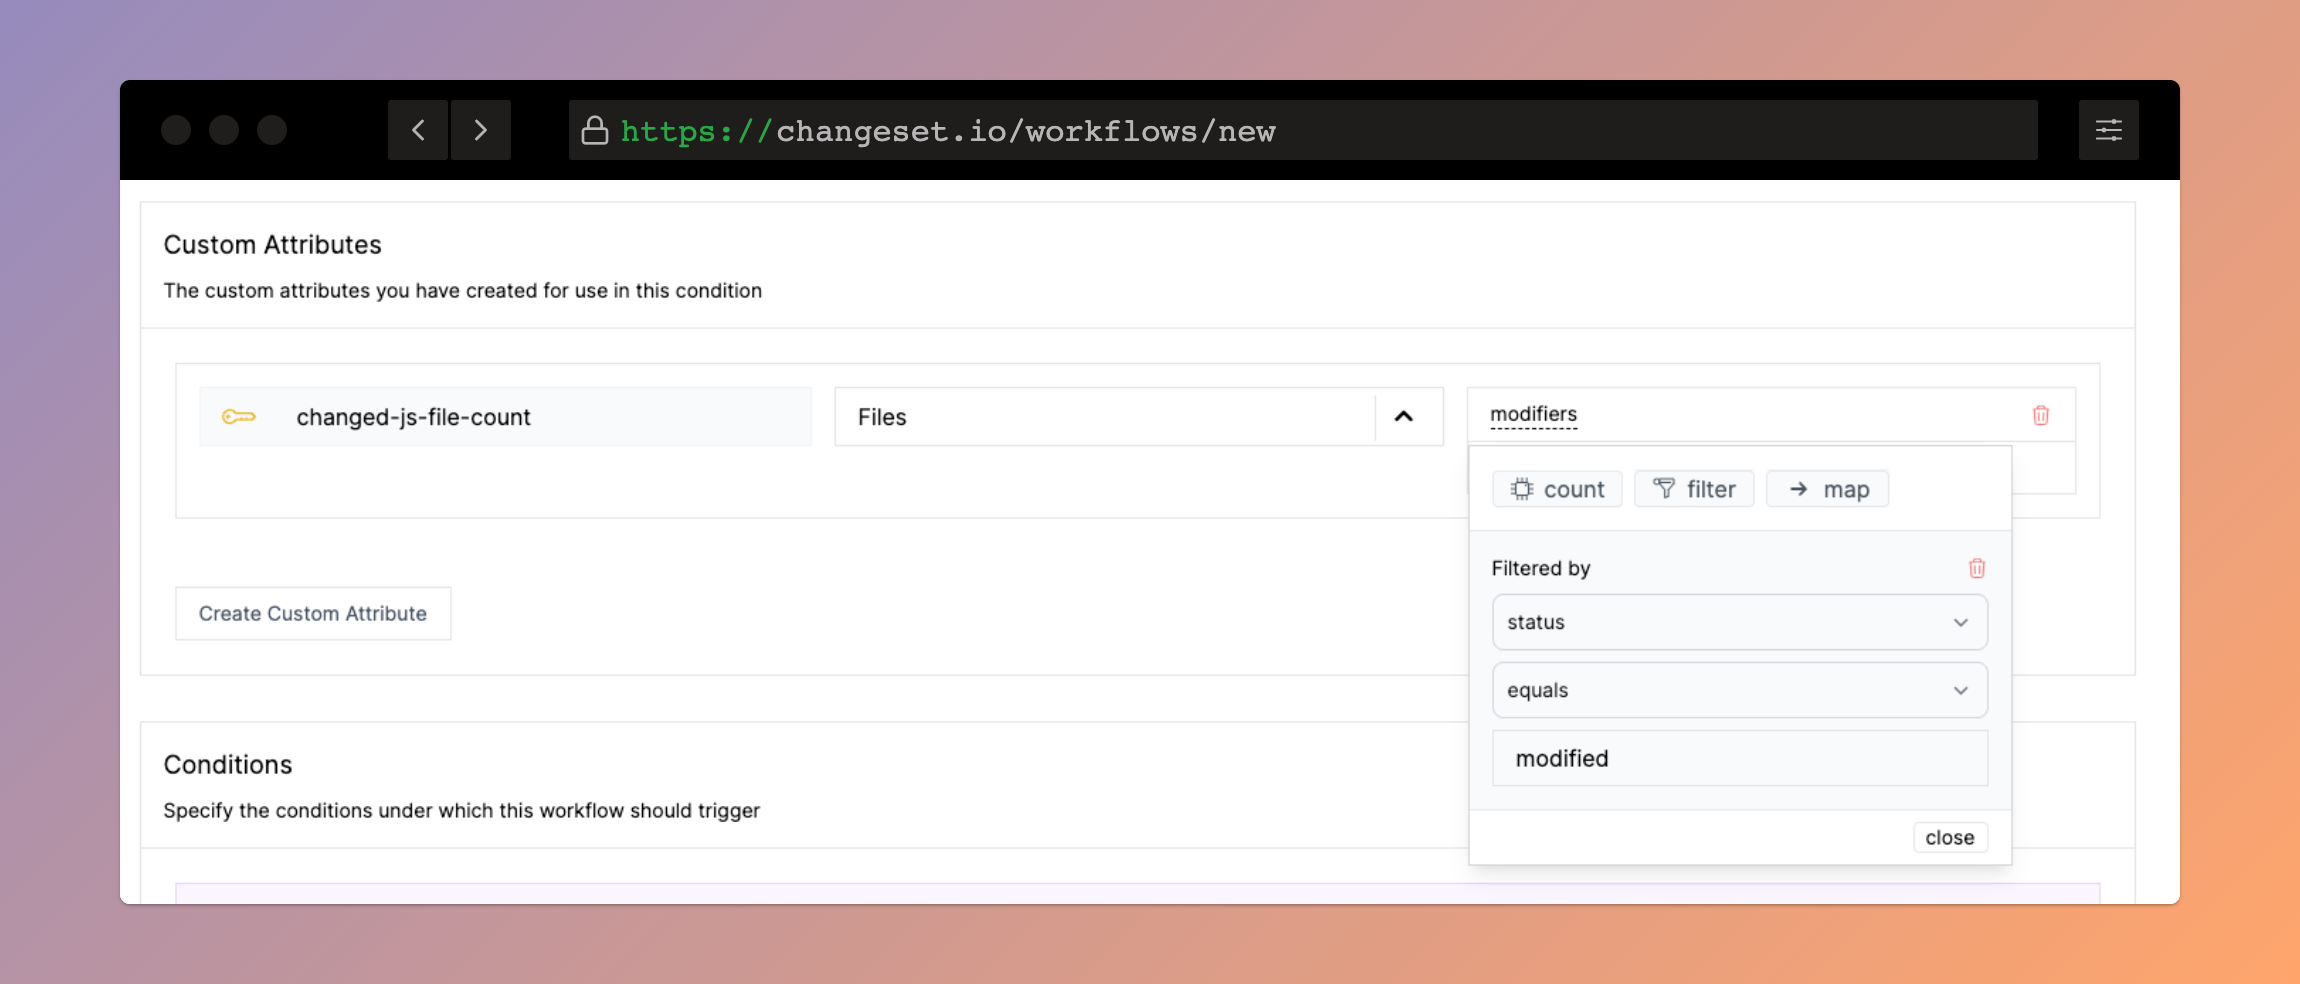 https://changeset.io/workflows/new
Custom Attributes
The custom attributes you have created for use in this condition
changed-js-file-count
Files
modifiers
count
filter
map
Filtered by
status
equals
modified
close
Create Custom Attribute
Conditions
Specify the conditions under which this workflow should trigger